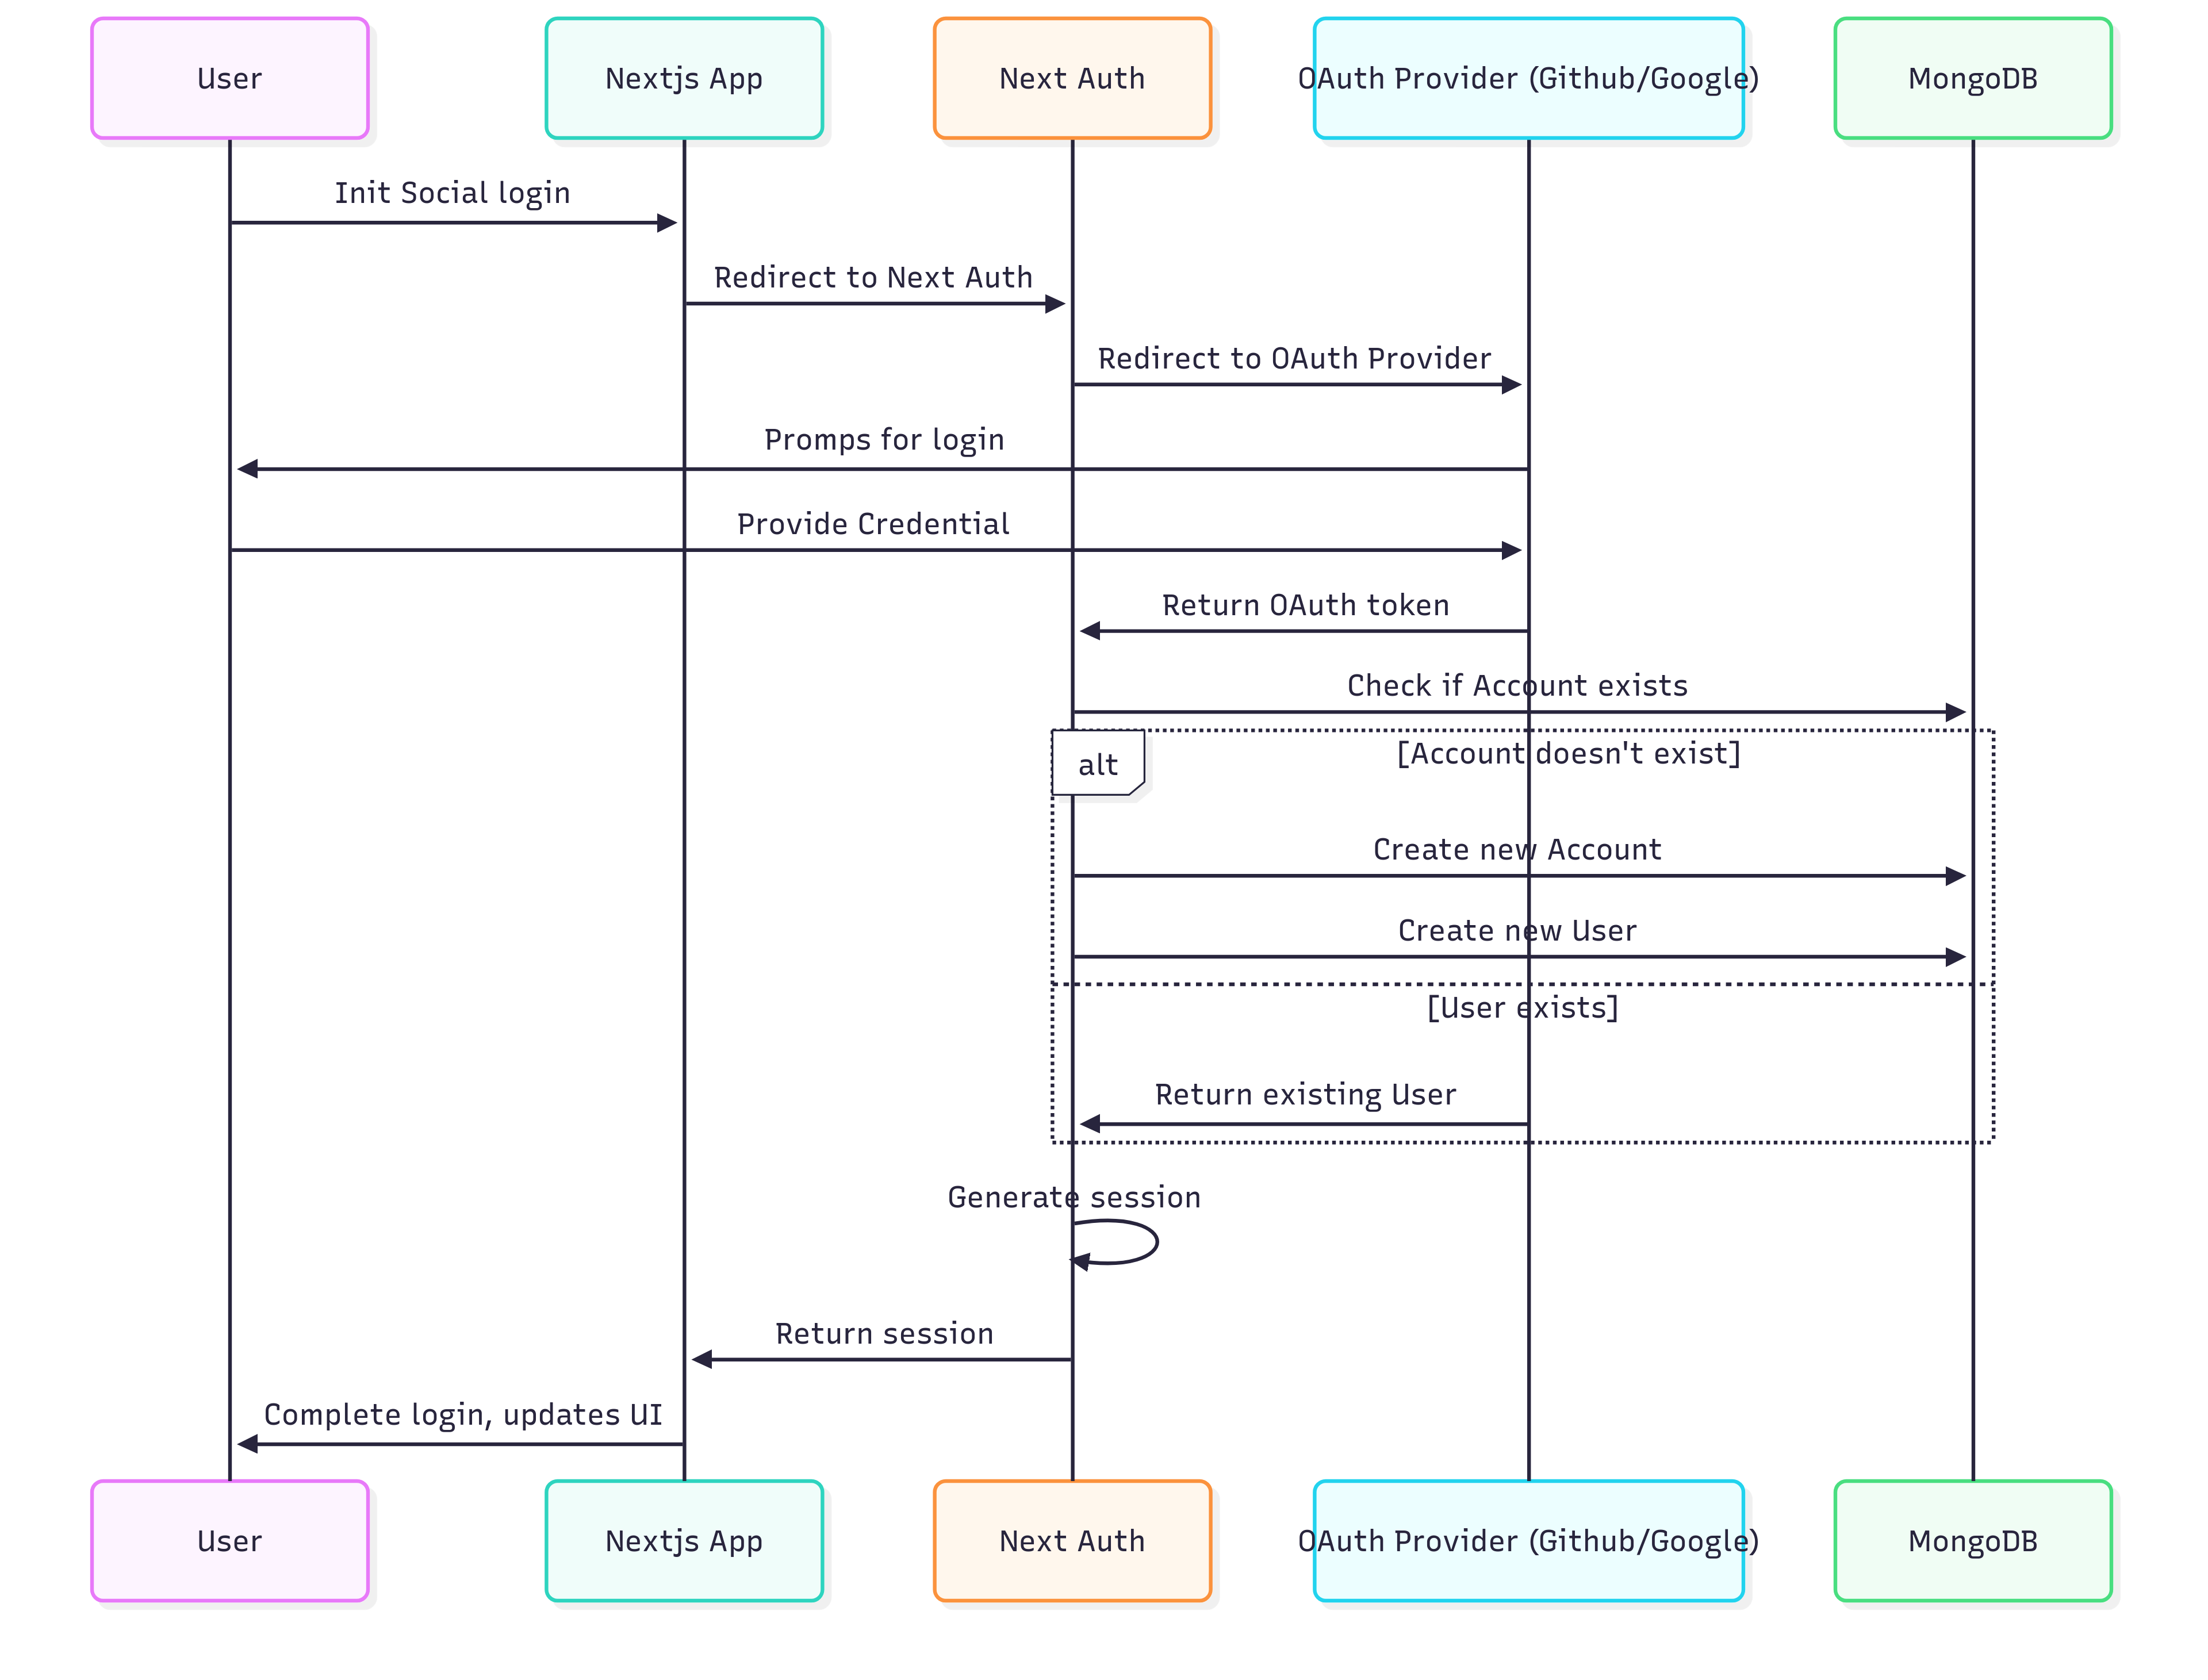 User
Nextjs App
Next Auth
OAuth Provider (Github/Google)
MongoDB
Init Social login
Redirect to Next Auth
Redirect to OAuth Provider
Promps for login
Provide Credential
Return OAuth token
Check if Account exists
alt
[Account doesn't exist]
Create new Account
Create new User
[User exists]
Return existing User
Generate session
Return session
Complete login, updates UI
User
Nextjs App
Next Auth
OAuth Provider (Github/Google)
MongoDB